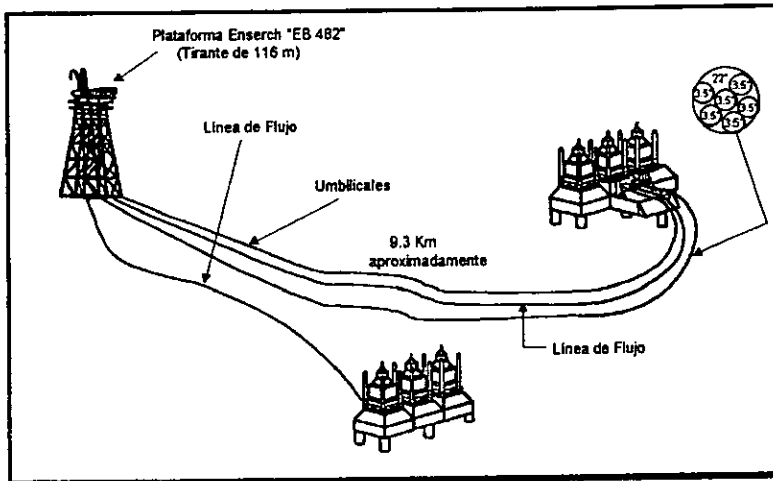 Plataforma Enserch "EB 482"
(Tirante de 116 m)
Línea de Flujo
Umbilicales
9.3 Km
aproximadamente
Línea de Flujo
22"
3.5"
3.5"
3.5"
3.5"
3.5"
3.5"